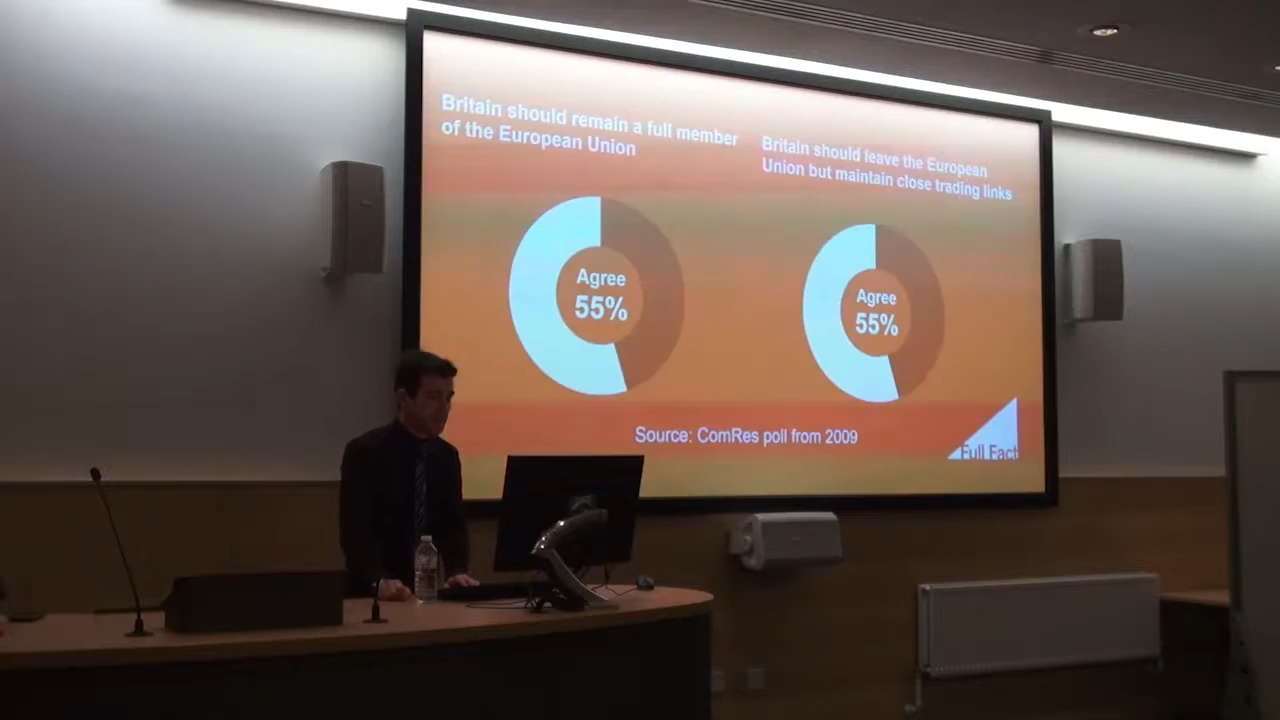 Britain should remain a full member
of the European Union
Britain should leave the European
Union but maintain close trading links
Agree
55%
Agree
55%
Source: ComRes poll from 2009
Full Fact